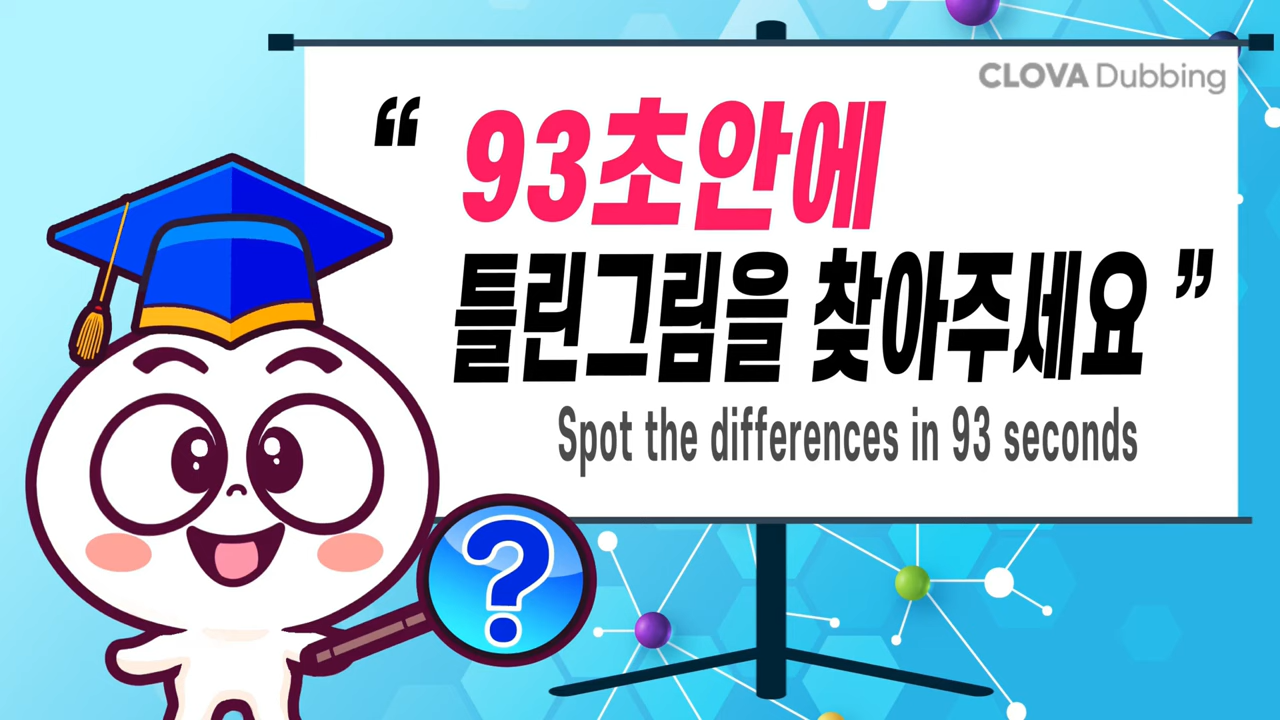 CLOVA Dubbing
“ 93초안에
틀린그림을 찾아주세요 ”
Spot the differences in 93 seconds
?